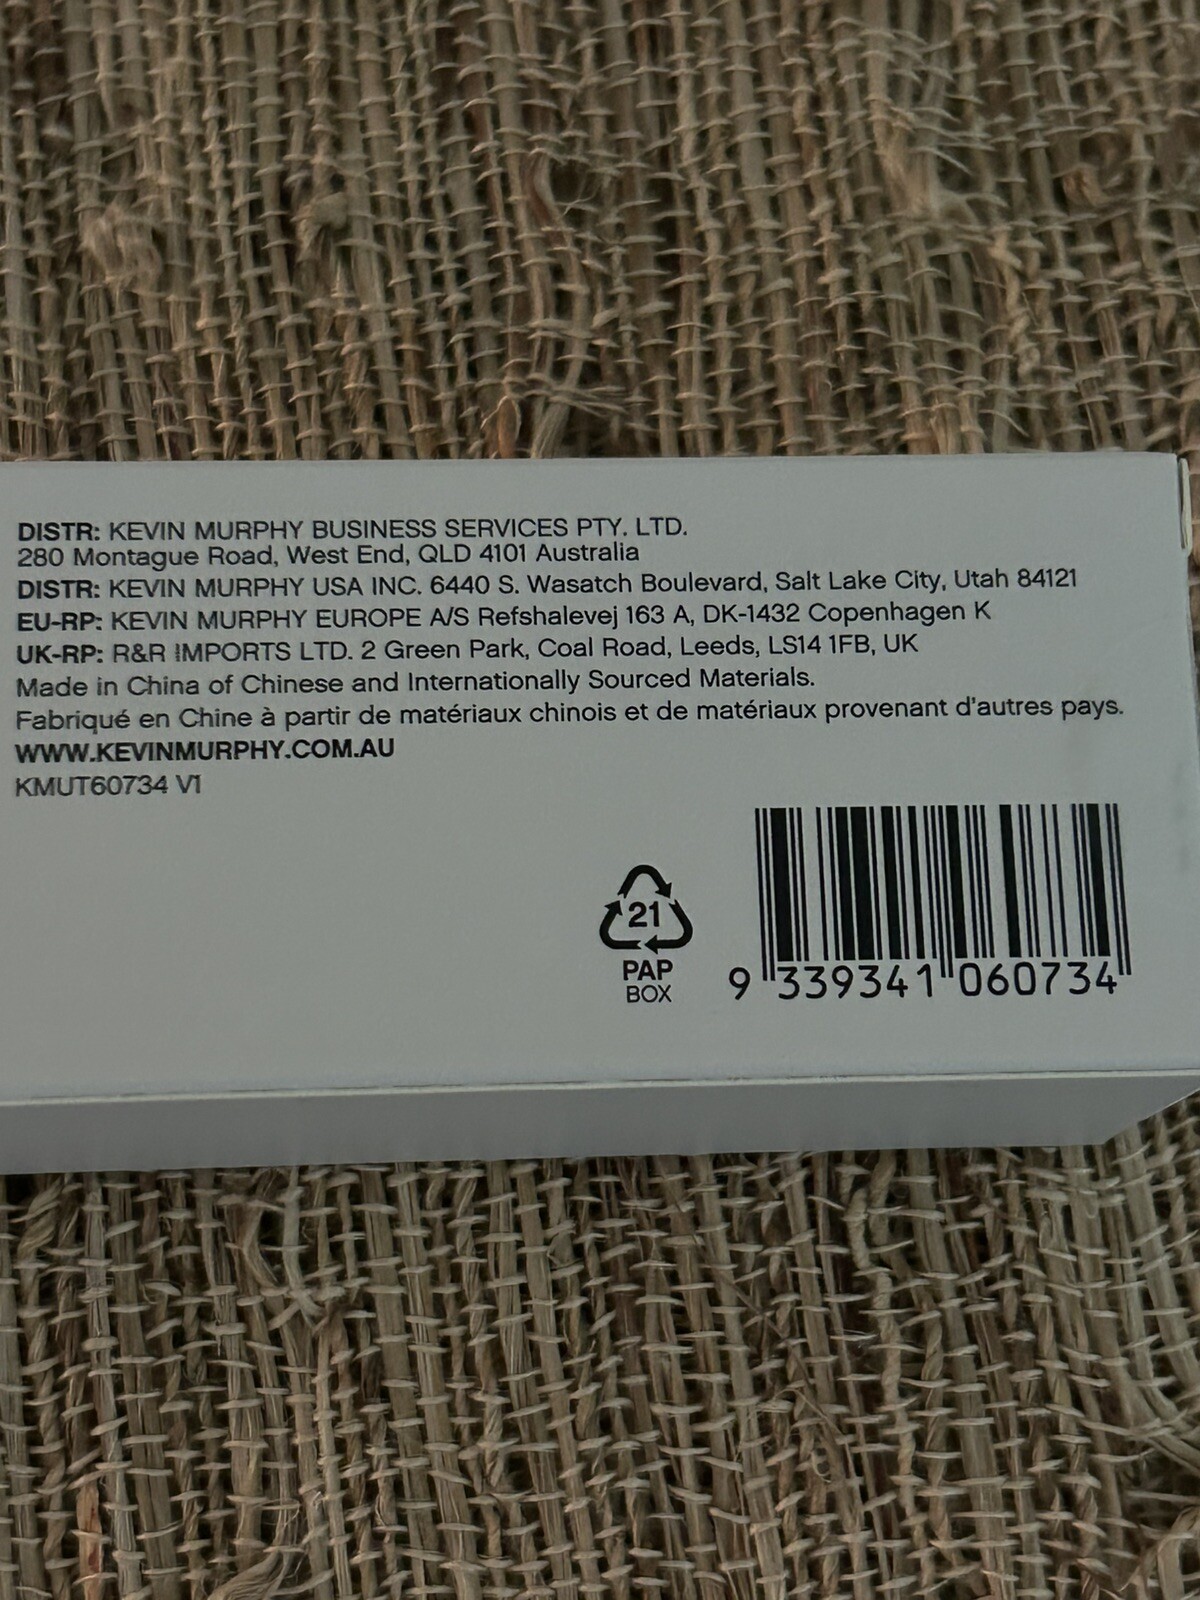 DISTR: KEVIN MURPHY BUSINESS SERVICES PTY. LTD.
280 Montague Road, West End, QLD 4101 Australia
DISTR: KEVIN MURPHY USA INC. 6440 S. Wasatch Boulevard, Salt Lake City, Utah 84121
EU-RP: KEVIN MURPHY EUROPE A/S Refshalevej 163 A, DK-1432 Copenhagen K
UK-RP: R&R IMPORTS LTD. 2 Green Park, Coal Road, Leeds, LS14 1FB, UK
Made in China of Chinese and Internationally Sourced Materials.
Fabriqué en Chine à partir de matériaux chinois et de matériaux provenant d'autres pays.
WWW.KEVINMURPHY.COM.AU
KMUT60734 V1
21
PAP
BOX
9 339341 060734